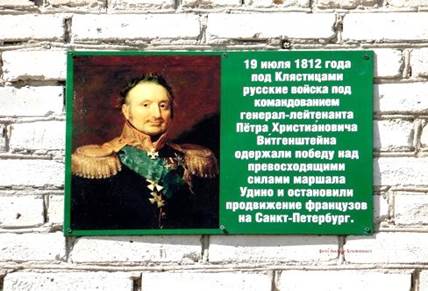 19 июля 1812 года
под Клястицами
русские войска под
командованием
генерал-лейтенанта
Петра Христиановича
Витгенштейна
одержали победу над
превосходящими
силами маршала
Удино и остановили
продвижение французов
на Санкт-Петербург.